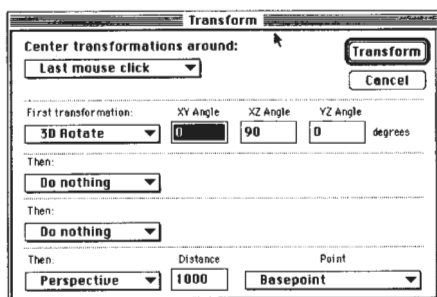 Transform
Center transformations around:
Last mouse click
Transform
Cancel
First transformation: XY Angle XZ Angle YZ Angle
3D Rotate 0 90 0 degrees
Then:
Do nothing
Then:
Do nothing
Then: Distance Point
Perspective 1000 Basepoint